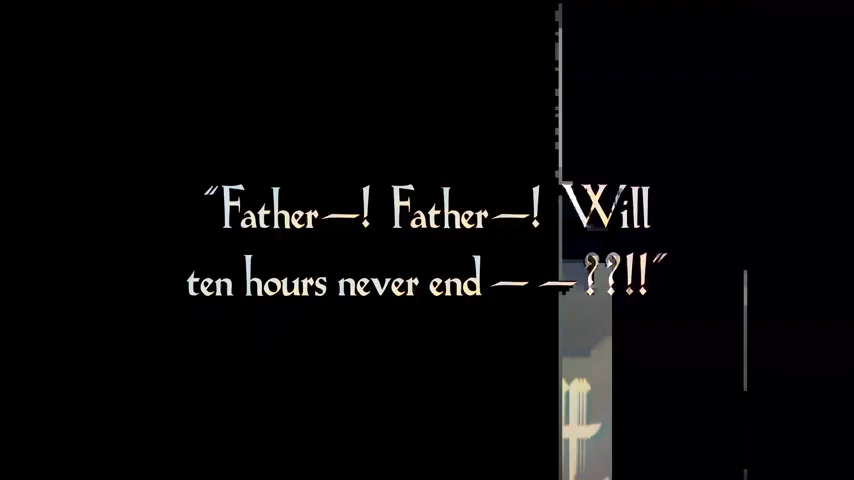 "Father—! Father—! Will
ten hours never end — —??!!"